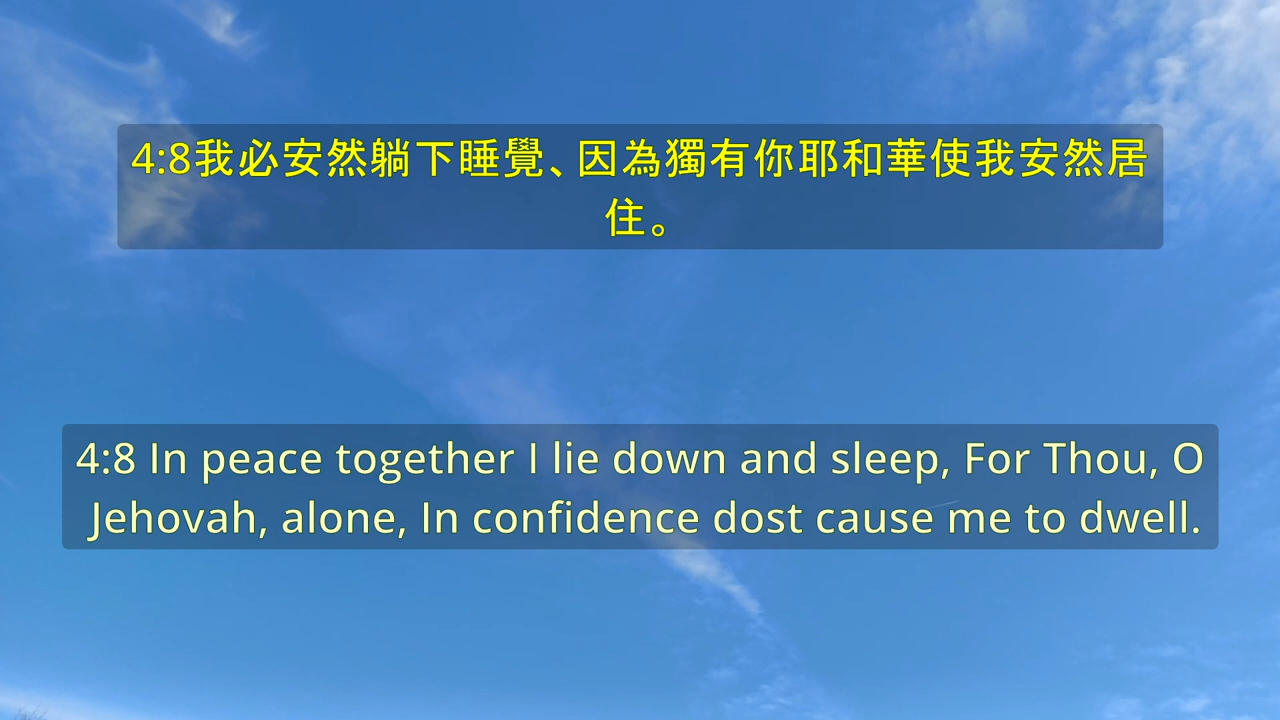 4:8我必安然躺下睡覺、因為獨有你耶和華使我安然居
住。
4:8 In peace together I lie down and sleep, For Thou, O
Jehovah, alone, In confidence dost cause me to dwell.